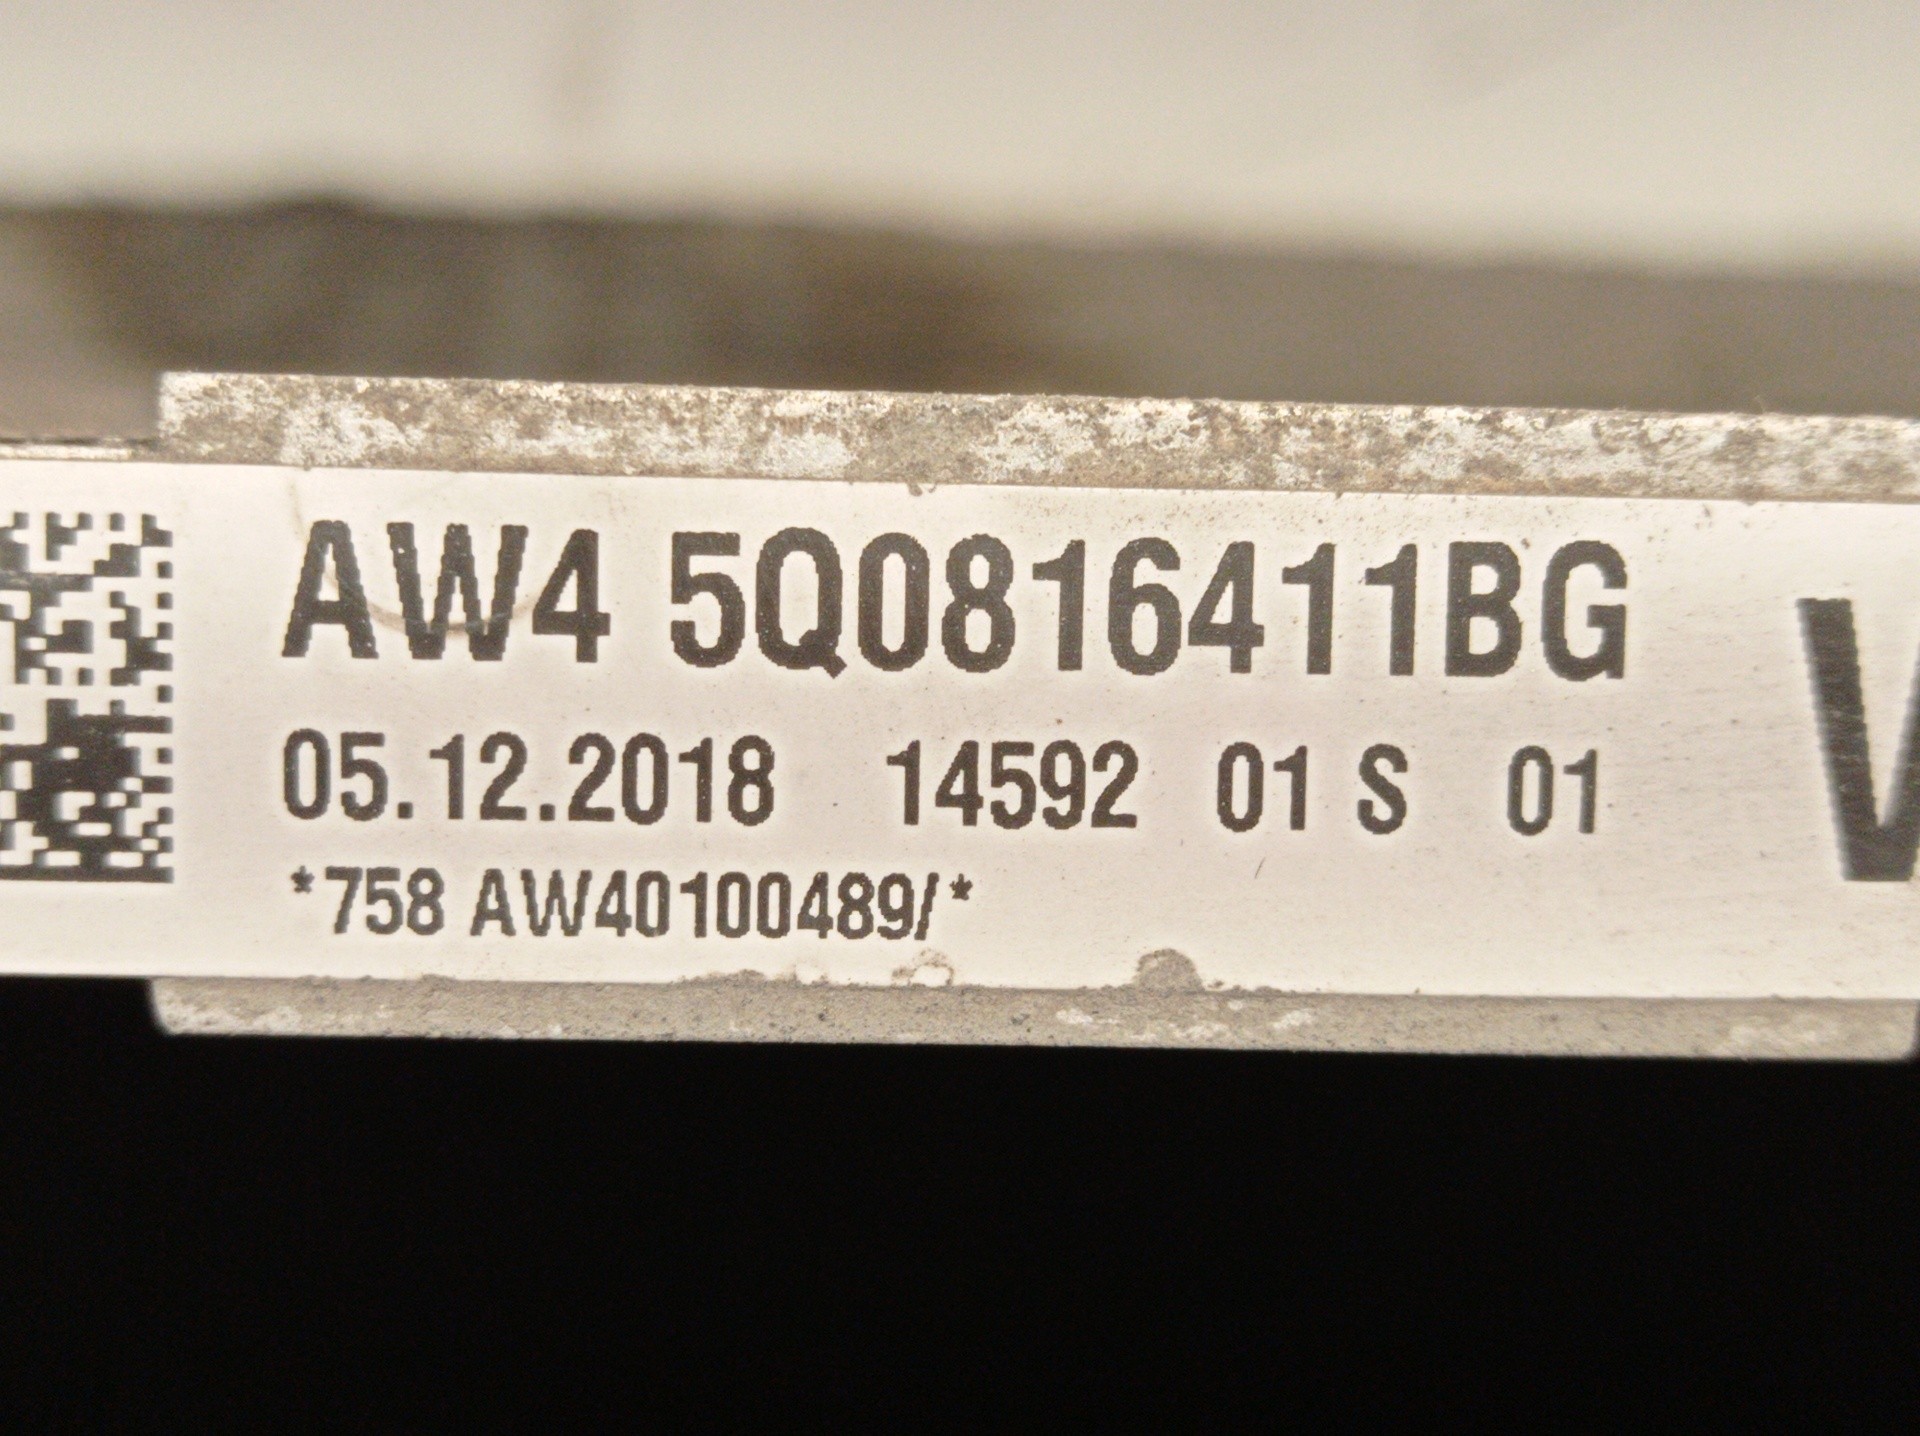 AW4 5Q0816411BG
05.12.2018 14592 01 S 01
*758 AW40100489/*